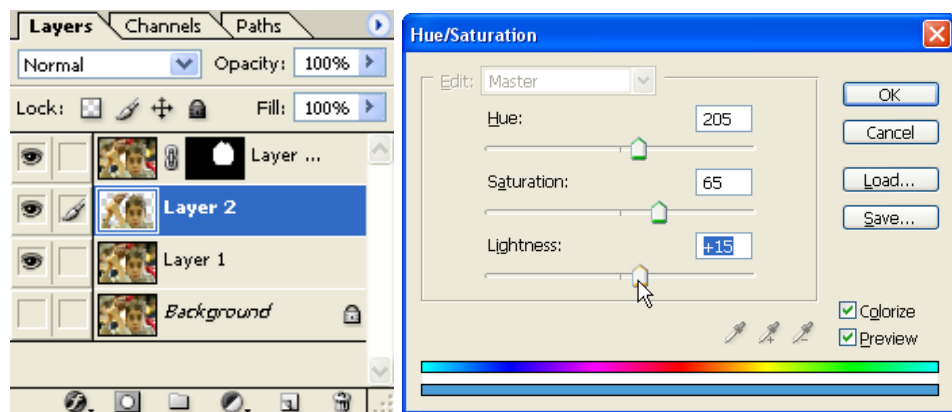 Layers Channels Paths
Normal Opacity: 100%
Lock: Fill: 100%
Layer ...
Layer 2
Layer 1
Background
Hue/Saturation
Edit: Master
Hue: 205
Saturation: 65
Lightness: +15
OK
Cancel
Load...
Save...
Colorize
Preview